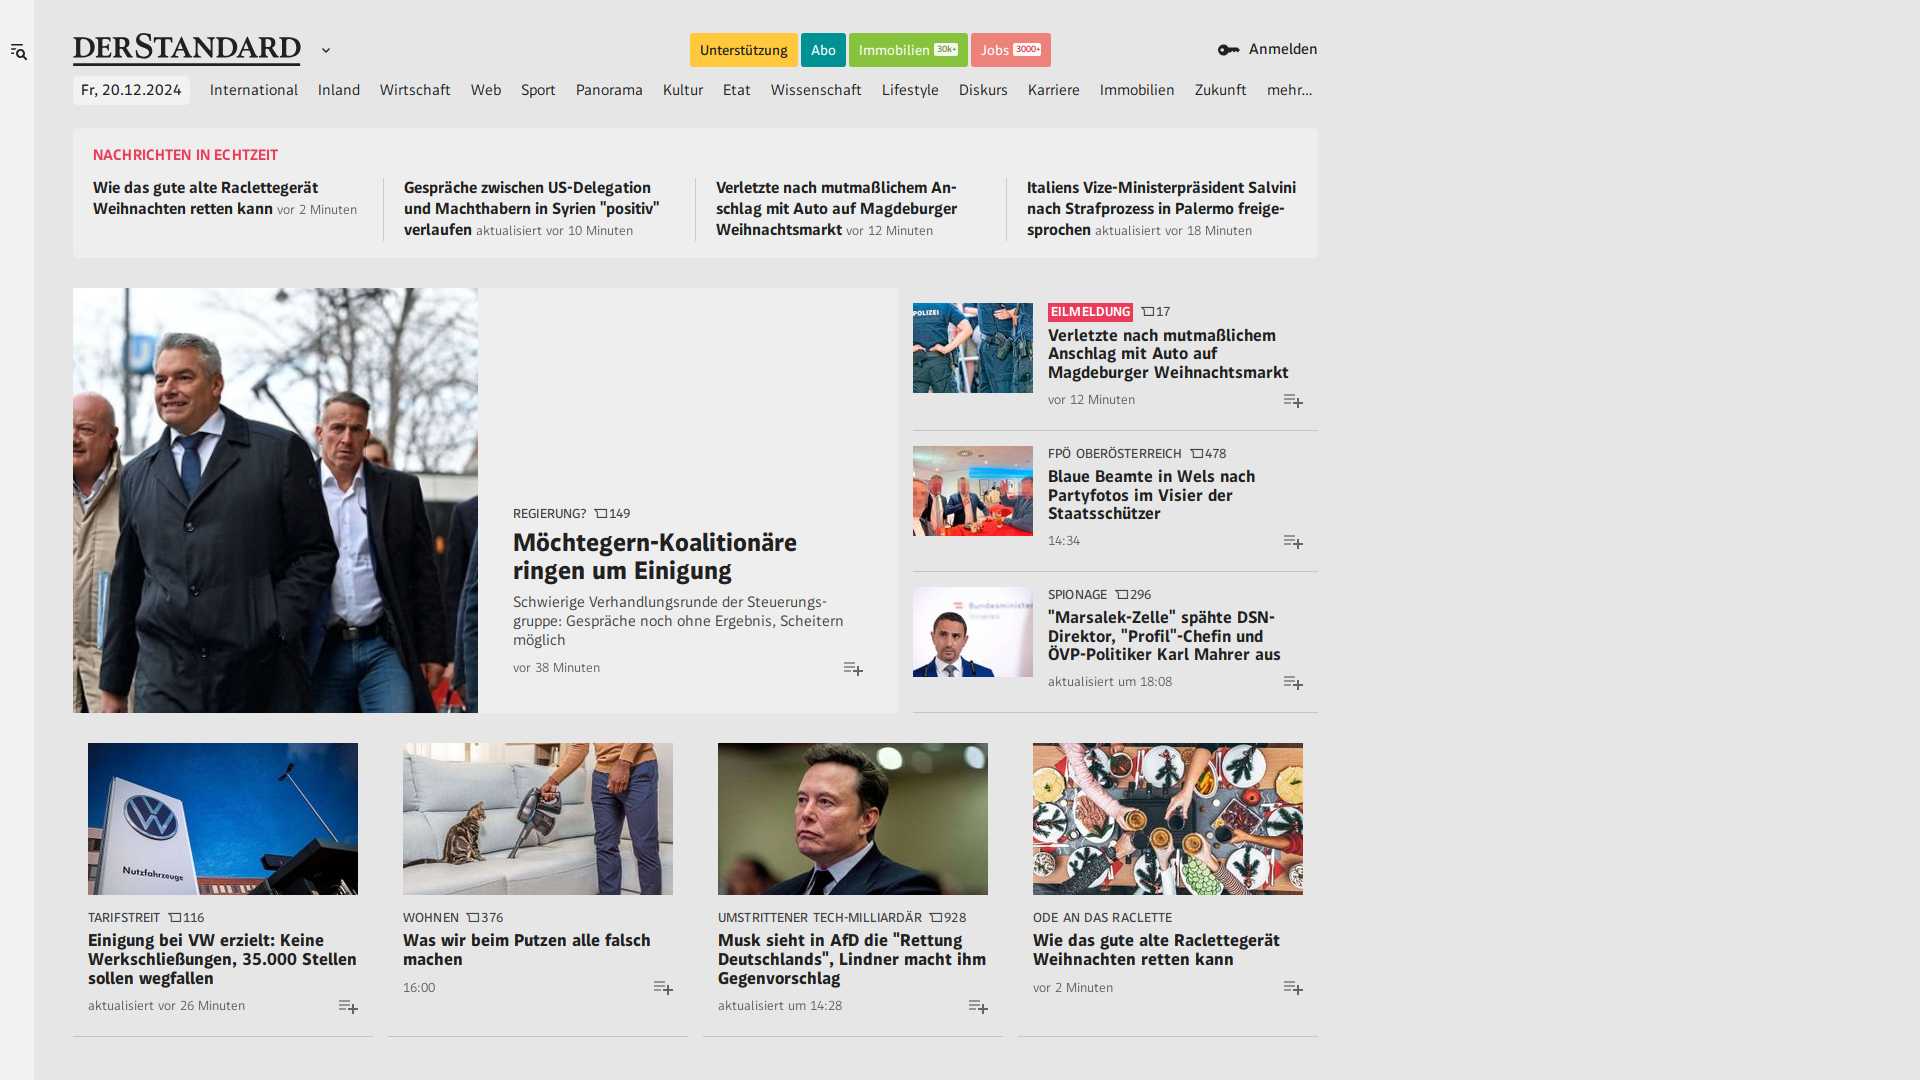 DERSTANDARD
Unterstützung
Abo
Immobilien 30k+
Jobs 3000+
Anmelden
Fr, 20.12.2024
International
Inland
Wirtschaft
Web
Sport
Panorama
Kultur
Etat
Wissenschaft
Lifestyle
Diskurs
Karriere
Immobilien
Zukunft
mehr...
NACHRICHTEN IN ECHTZEIT
Wie das gute alte Raclettegerät
Weihnachten retten kann vor 2 Minuten
Gespräche zwischen US-Delegation
und Machthabern in Syrien "positiv"
verlaufen aktualisiert vor 10 Minuten
Verletzte nach mutmaßlichem An-
schlag mit Auto auf Magdeburger
Weihnachtsmarkt vor 12 Minuten
Italiens Vize-Ministerpräsident Salvini
nach Strafprozess in Palermo freige-
sprochen aktualisiert vor 18 Minuten
REGIERUNG? 149
Möchtegern-Koalitionäre
ringen um Einigung
Schwierige Verhandlungsrunde der Steuerungs-
gruppe: Gespräche noch ohne Ergebnis, Scheitern
möglich
vor 38 Minuten
POLIZEI
EILMELDUNG 17
Verletzte nach mutmaßlichem
Anschlag mit Auto auf
Magdeburger Weihnachtsmarkt
vor 12 Minuten
FPÖ OBERÖSTERREICH 478
Blaue Beamte in Wels nach
Partyfotos im Visier der
Staatsschützer
14:34
Bundesminister
SPIONAGE 296
"Marsalek-Zelle" spähte DSN-
Direktor, "Profil"-Chefin und
ÖVP-Politiker Karl Mahrer aus
aktualisiert um 18:08
Nutzfahrzeuge
TARIFSTREIT 116
Einigung bei VW erzielt: Keine
Werkschließungen, 35.000 Stellen
sollen wegfallen
aktualisiert vor 26 Minuten
WOHNEN 376
Was wir beim Putzen alle falsch
machen
16:00
UMSTRITTENER TECH-MILLIARDÄR 928
Musk sieht in AfD die "Rettung
Deutschlands", Lindner macht ihm
Gegenvorschlag
aktualisiert um 14:28
ODE AN DAS RACLETTE
Wie das gute alte Raclettegerät
Weihnachten retten kann
vor 2 Minuten